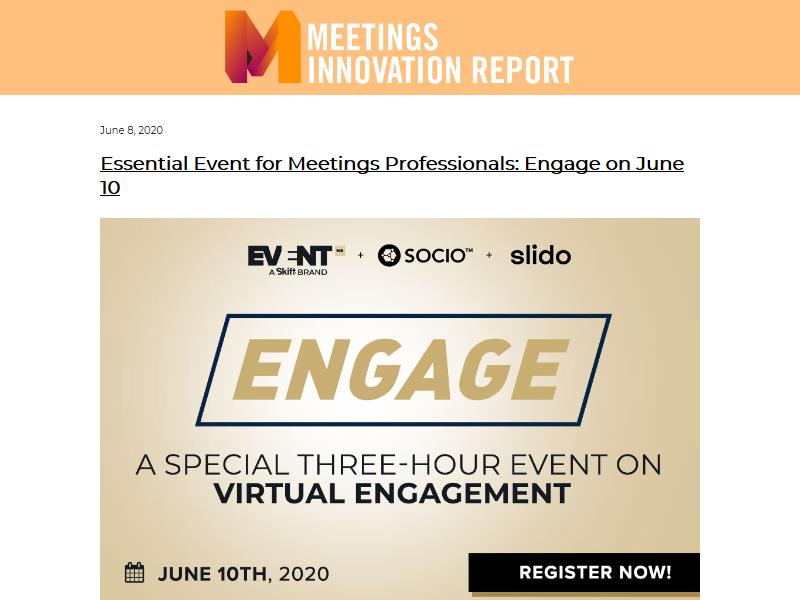 MEETINGS
INNOVATION REPORT
June 8, 2020
Essential Event for Meetings Professionals: Engage on June
10
EVENT MB + SOCIO™ + slido
A Skift BRAND
ENGAGE
A SPECIAL THREE-HOUR EVENT ON
VIRTUAL ENGAGEMENT
JUNE 10TH, 2020 REGISTER NOW!